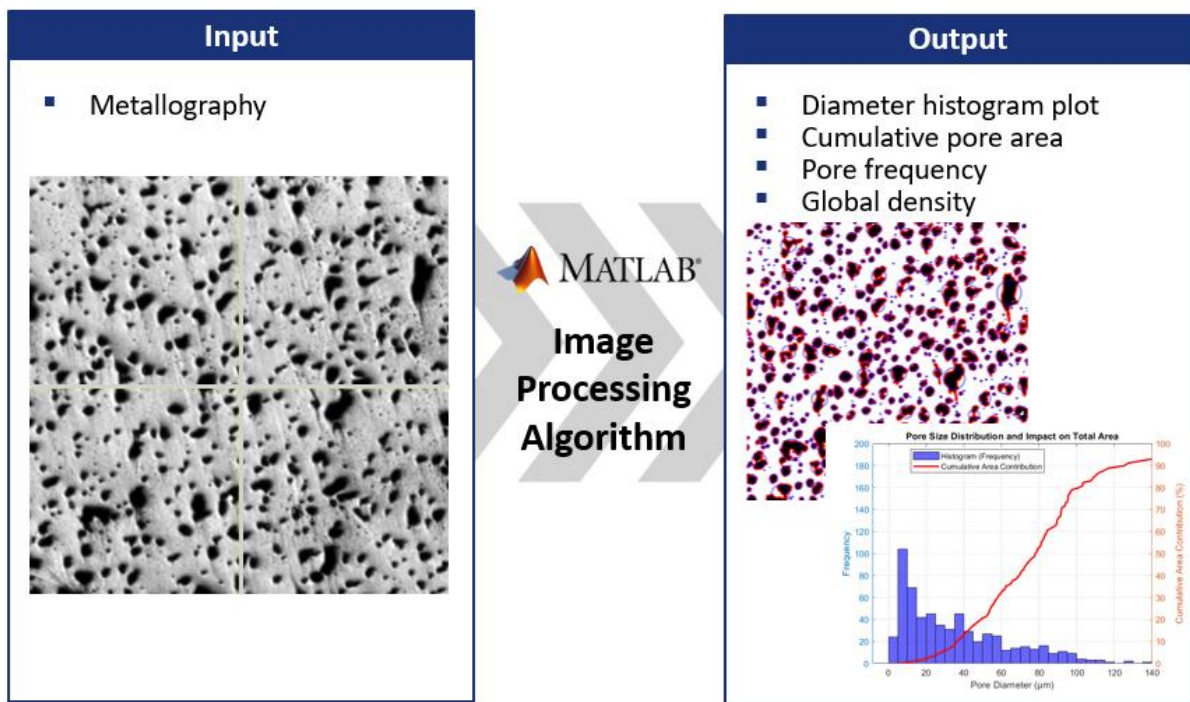 Input
▪ Metallography
MATLAB®
Image
Processing
Algorithm
Output
▪ Diameter histogram plot
▪ Cumulative pore area
▪ Pore frequency
▪ Global density
Pore Size Distribution and Impact on Total Area
Histogram (Frequency)
Cumulative Area Contribution
Frequency
200
180
160
140
120
100
80
60
40
20
0
Cumulative Area Contribution (%)
100
90
80
70
60
50
40
30
20
10
0
0 20 40 60 80 100 120 140
Pore Diameter (µm)